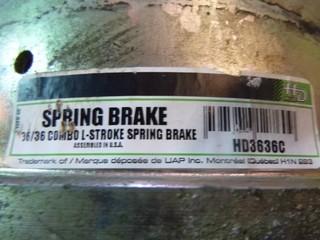 HD
SPRING BRAKE
36/36 COMBO L-STROKE SPRING BRAKE
ASSEMBLED IN U.S.A.
HD3636C
Trademark of / Marque déposée de UAP Inc. Montréal (Québec) H1N 2B3